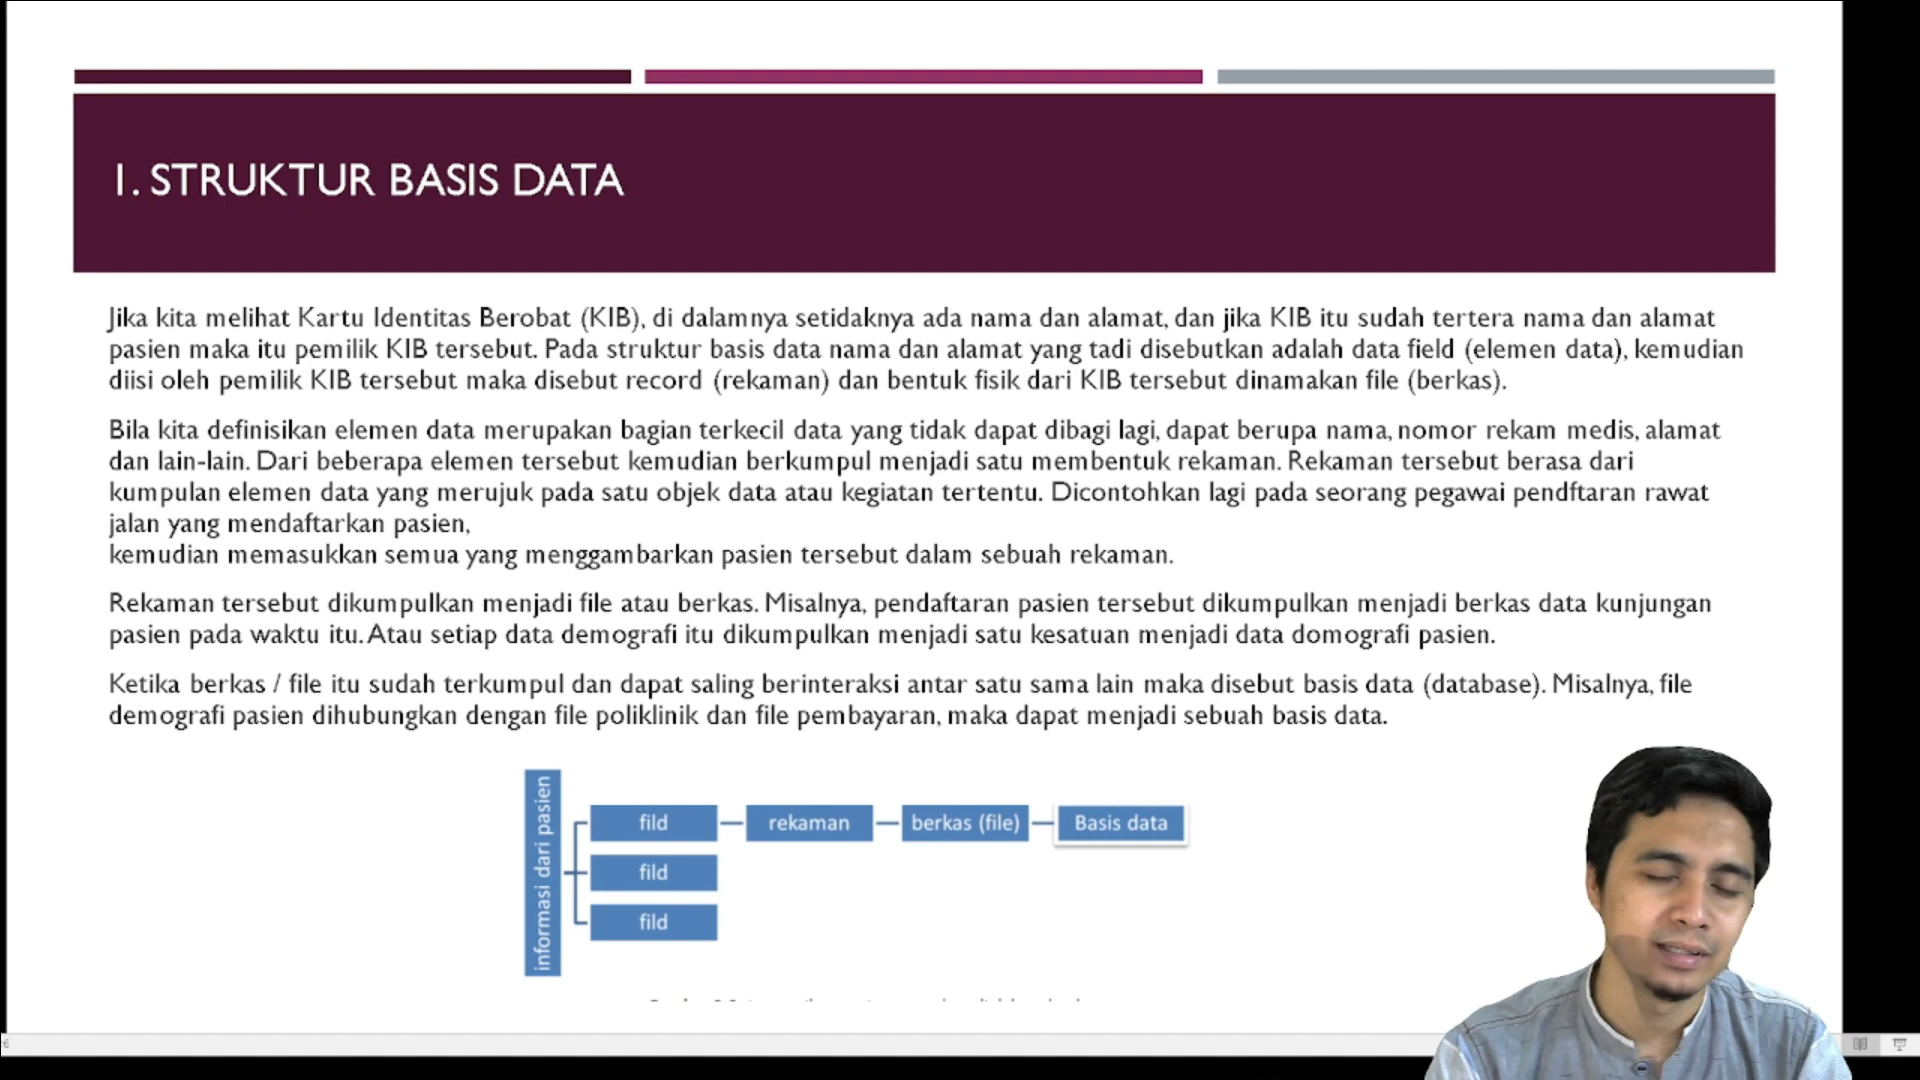 1. STRUKTUR BASIS DATA
Jika kita melihat Kartu Identitas Berobat (KIB), di dalamnya setidaknya ada nama dan alamat, dan jika KIB itu sudah tertera nama dan alamat
pasien maka itu pemilik KIB tersebut. Pada struktur basis data nama dan alamat yang tadi disebutkan adalah data field (elemen data), kemudian
diisi oleh pemilik KIB tersebut maka disebut record (rekaman) dan bentuk fisik dari KIB tersebut dinamakan file (berkas).
Bila kita definisikan elemen data merupakan bagian terkecil data yang tidak dapat dibagi lagi, dapat berupa nama, nomor rekam medis, alamat
dan lain-lain. Dari beberapa elemen tersebut kemudian berkumpul menjadi satu membentuk rekaman. Rekaman tersebut berasa dari
kumpulan elemen data yang merujuk pada satu objek data atau kegiatan tertentu. Dicontohkan lagi pada seorang pegawai pendftaran rawat
jalan yang mendaftarkan pasien,
kemudian memasukkan semua yang menggambarkan pasien tersebut dalam sebuah rekaman.
Rekaman tersebut dikumpulkan menjadi file atau berkas. Misalnya, pendaftaran pasien tersebut dikumpulkan menjadi berkas data kunjungan
pasien pada waktu itu. Atau setiap data demografi itu dikumpulkan menjadi satu kesatuan menjadi data domografi pasien.
Ketika berkas / file itu sudah terkumpul dan dapat saling berinteraksi antar satu sama lain maka disebut basis data (database). Misalnya, file
demografi pasien dihubungkan dengan file poliklinik dan file pembayaran, maka dapat menjadi sebuah basis data.
informasi dari pasien
fild
rekaman
berkas (file)
Basis data
fild
fild